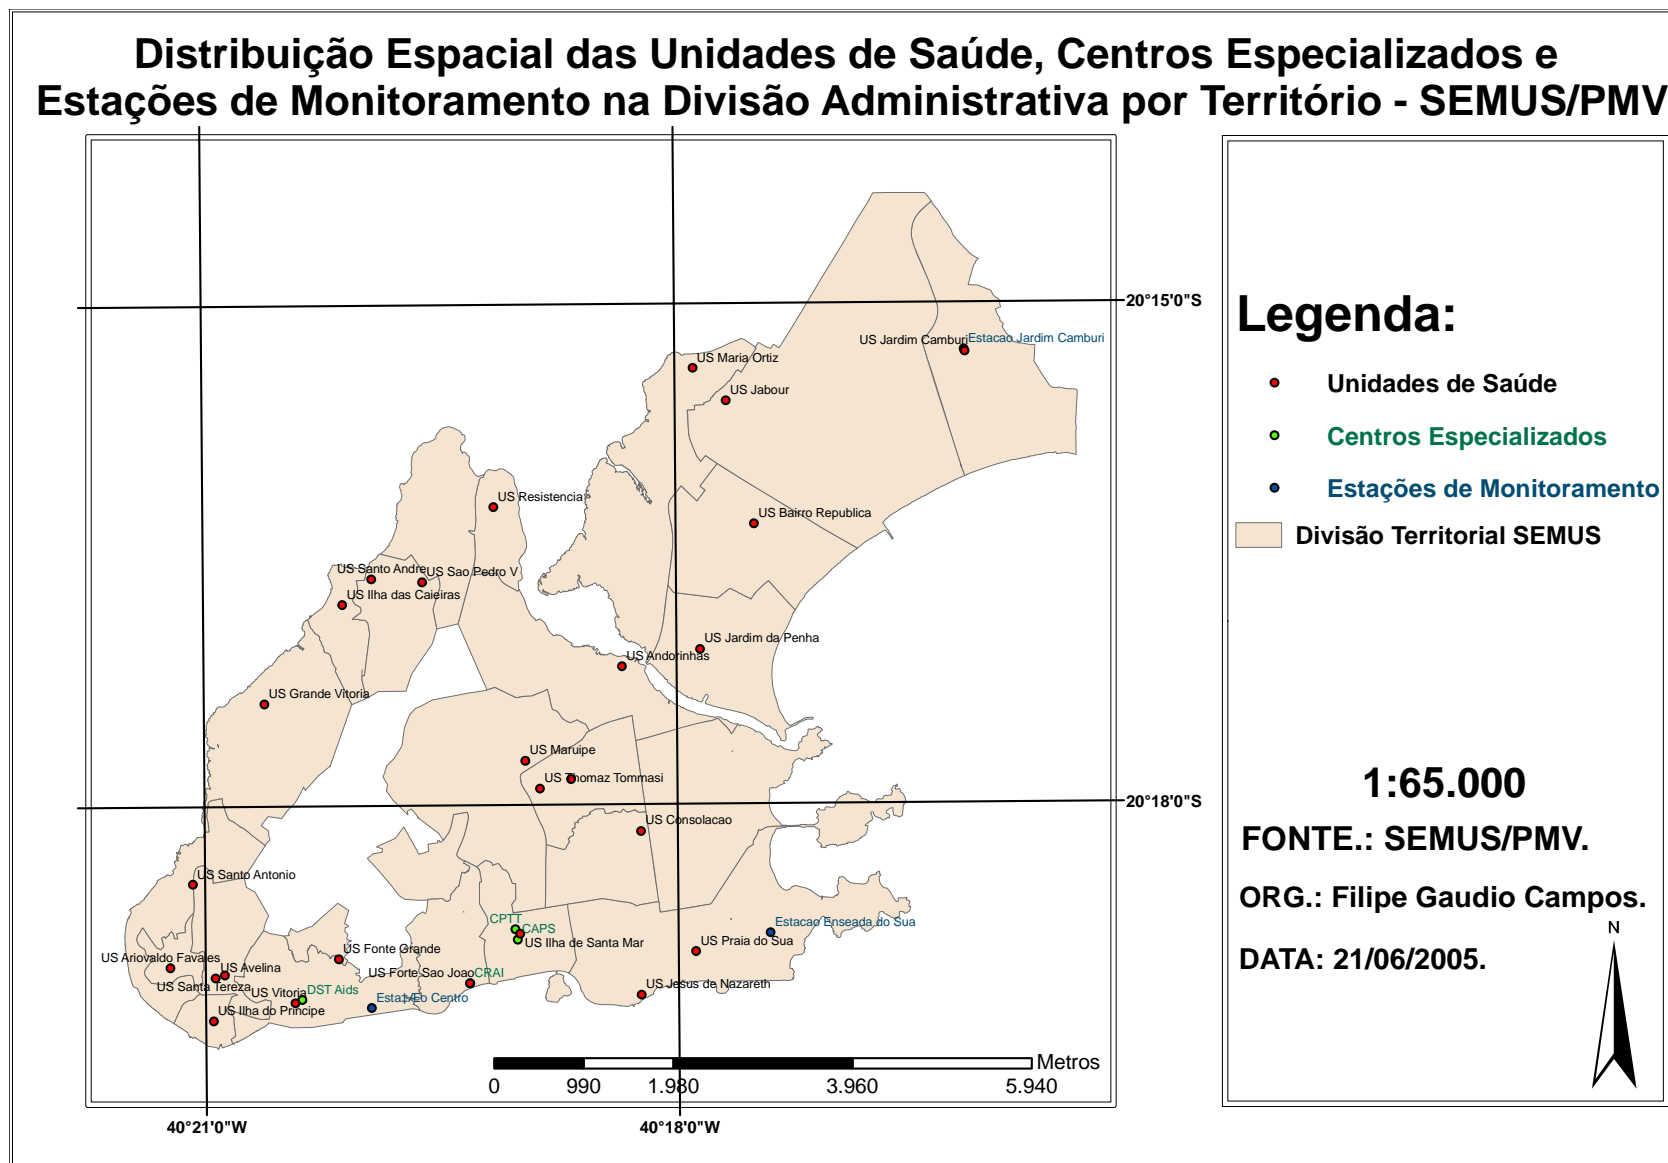 Distribuição Espacial das Unidades de Saúde, Centros Especializados e
Estações de Monitoramento na Divisão Administrativa por Território - SEMUS/PMV
20°15'0"S
US Jardim Camburi
Estacao Jardim Camburi
US Maria Ortiz
US Jabour
US Resistencia
US Bairro Republica
US Santo Andre
US Sao Pedro V
US Ilha das Caieiras
US Jardim da Penha
US Andorinhas
US Grande Vitoria
US Maruipe
US Thomaz Tommasi
20°18'0"S
US Consolacao
US Santo Antonio
CPTT
CAPS
US Ilha de Santa Mar
Estacao Enseada do Sua
US Praia do Sua
US Fonte Grande
US Ariovaldo Favales
US Avelina
US Forte Sao Joao
CRAI
US Santa Tereza
US Vitoria
DST Aids
US Jesus de Nazareth
Centro
US Ilha do Principe
Metros
0 990 1.980 3.960 5.940
40°21'0"W
40°18'0"W
Legenda:
Unidades de Saúde
Centros Especializados
Estações de Monitoramento
Divisão Territorial SEMUS
1:65.000
FONTE.: SEMUS/PMV.
ORG.: Filipe Gaudio Campos.
DATA: 21/06/2005.
N